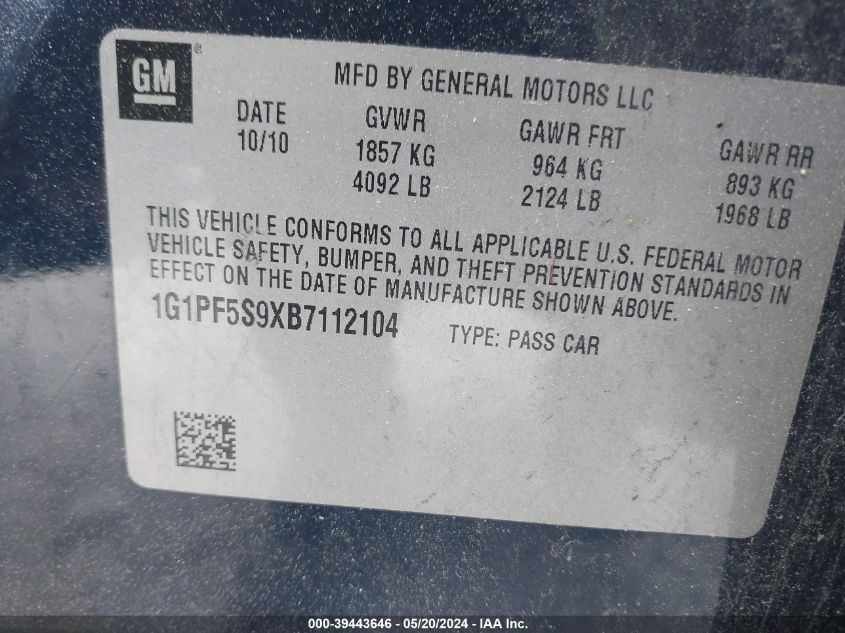 GM®
MFD BY GENERAL MOTORS LLC
DATE GVWR GAWR FRT GAWR RR
10/10 1857 KG 964 KG 893 KG
4092 LB 2124 LB 1968 LB
THIS VEHICLE CONFORMS TO ALL APPLICABLE U.S. FEDERAL MOTOR
VEHICLE SAFETY, BUMPER, AND THEFT PREVENTION STANDARDS IN
EFFECT ON THE DATE OF MANUFACTURE SHOWN ABOVE.
1G1PF5S9XB7112104 TYPE: PASS CAR
000-39443646 / 05/20/2024 - IAA Inc.